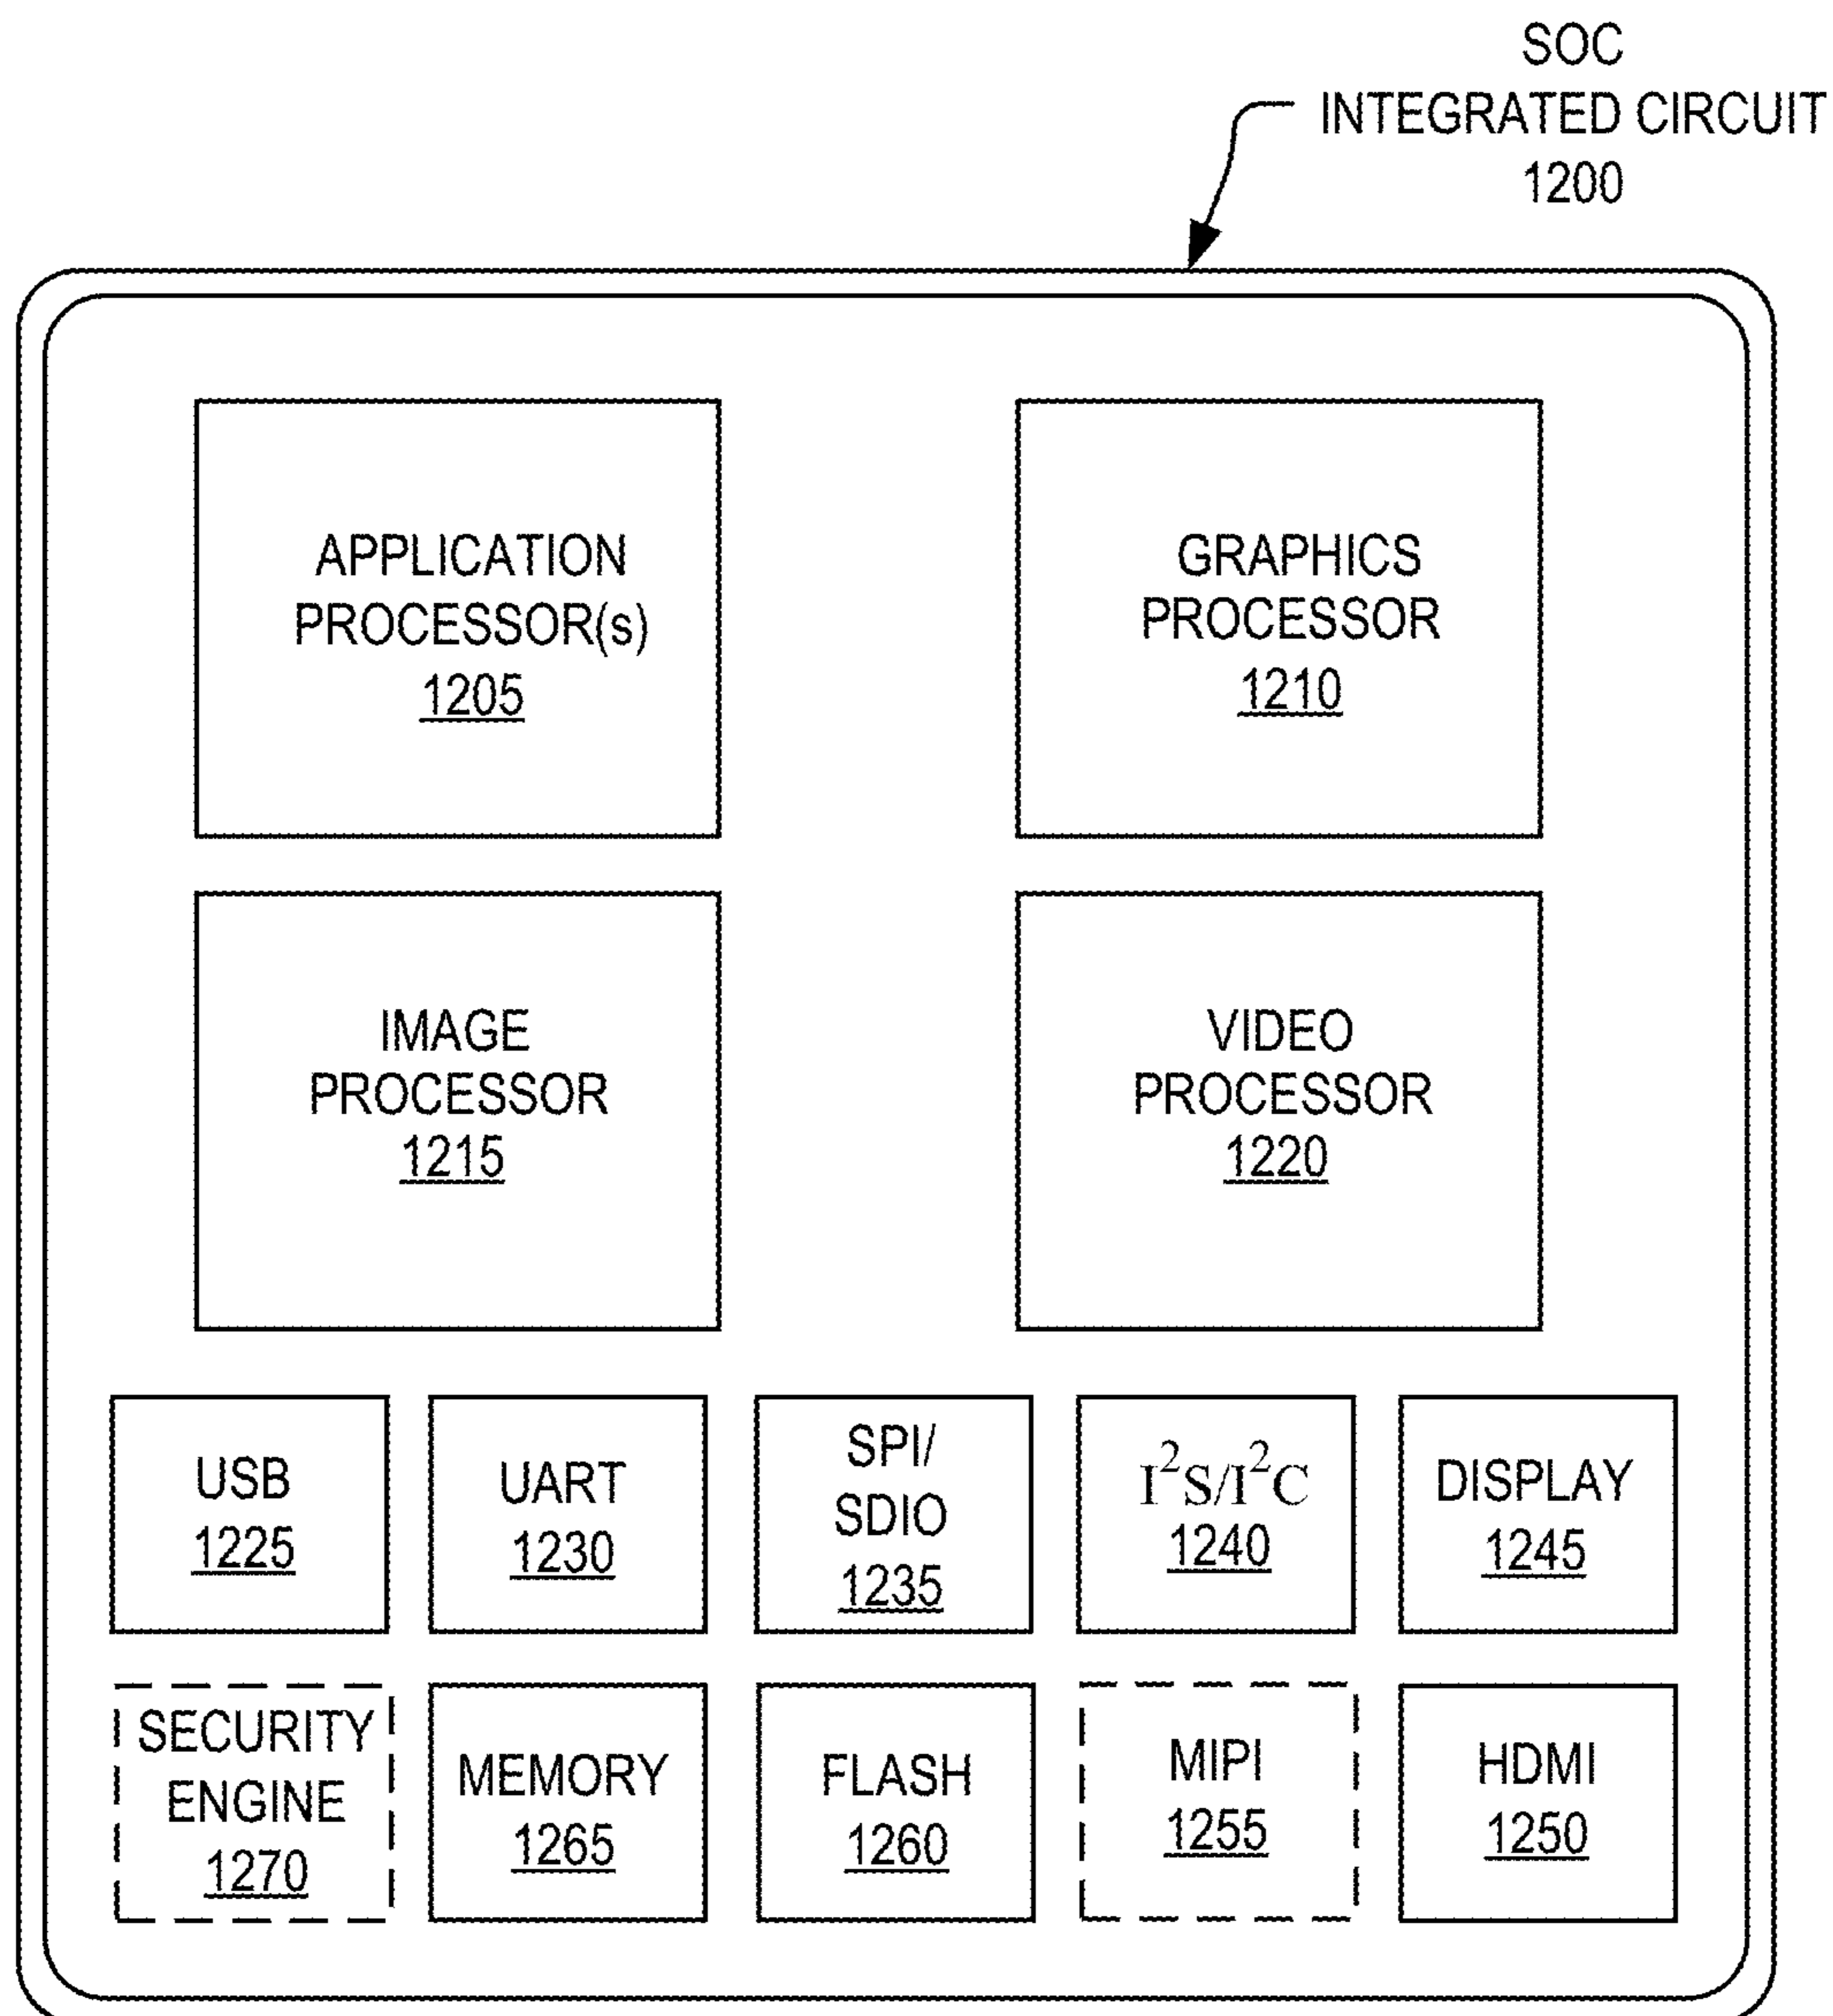 SOC
INTEGRATED CIRCUIT
1200
APPLICATION
PROCESSOR(s)
1205
GRAPHICS
PROCESSOR
1210
IMAGE
PROCESSOR
1215
VIDEO
PROCESSOR
1220
USB
1225
UART
1230
SPI/
SDIO
1235
I²S/I²C
1240
DISPLAY
1245
SECURITY
ENGINE
1270
MEMORY
1265
FLASH
1260
MIPI
1255
HDMI
1250